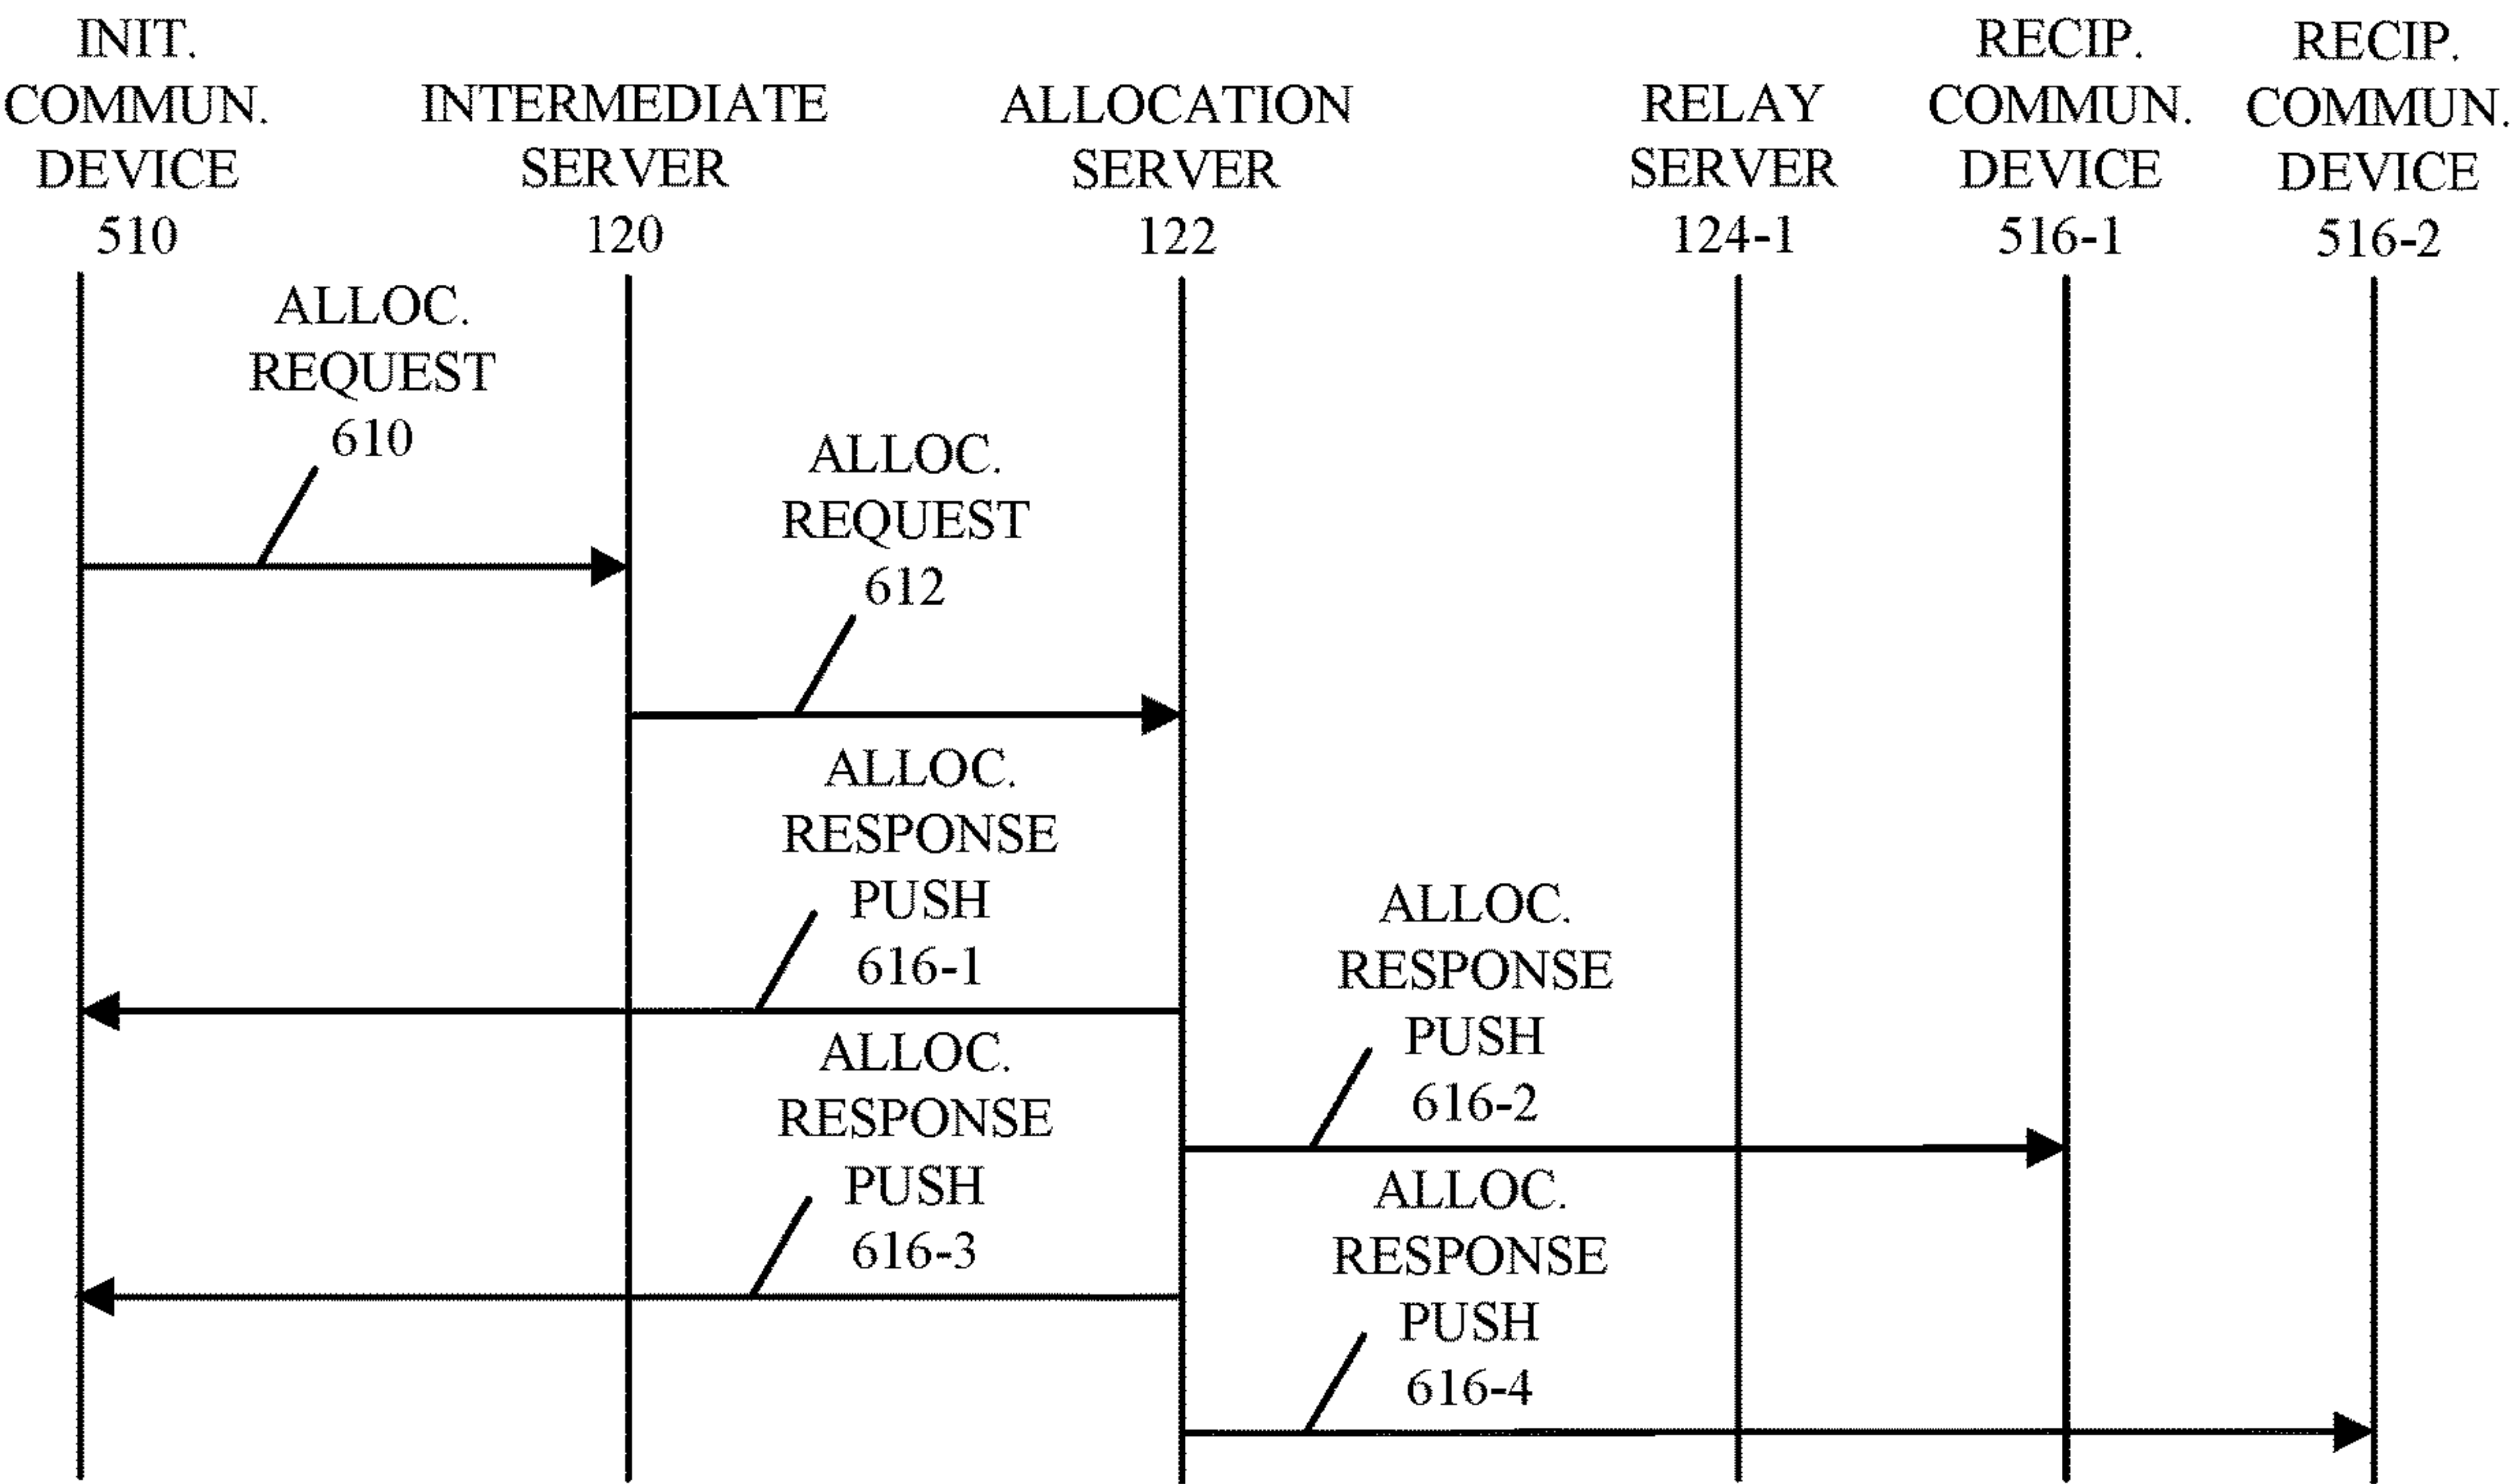 INIT.
COMMUN.
DEVICE
510
INTERMEDIATE
SERVER
120
ALLOCATION
SERVER
122
RELAY
SERVER
124-1
RECIP.
COMMUN.
DEVICE
516-1
RECIP.
COMMUN.
DEVICE
516-2
ALLOC.
REQUEST
610
ALLOC.
REQUEST
612
ALLOC.
RESPONSE
PUSH
616-1
ALLOC.
RESPONSE
PUSH
616-2
ALLOC.
RESPONSE
PUSH
616-3
ALLOC.
RESPONSE
PUSH
616-4